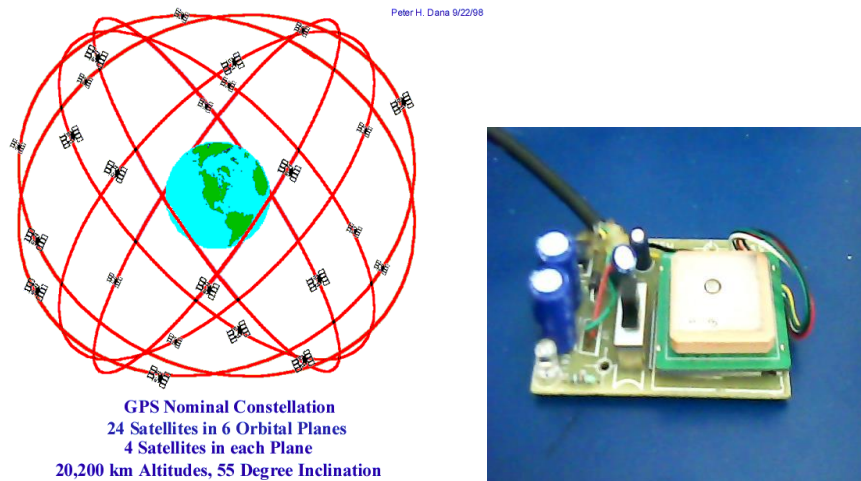 Peter H. Dana 9/22/98
GPS Nominal Constellation
24 Satellites in 6 Orbital Planes
4 Satellites in each Plane
20,200 km Altitudes, 55 Degree Inclination